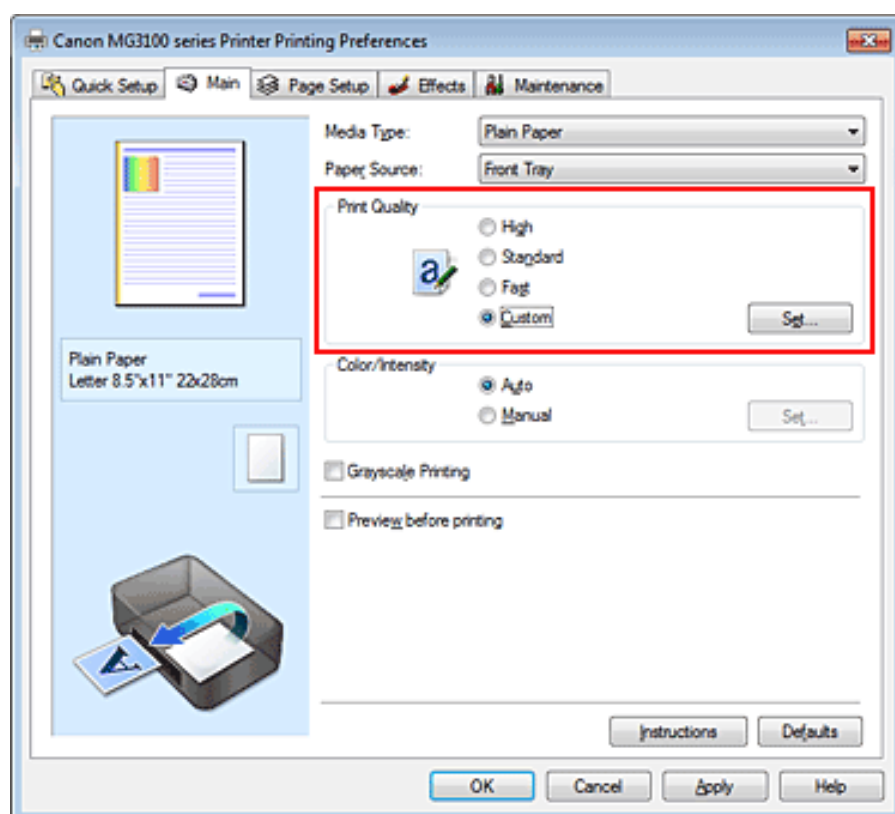 Canon MG3100 series Printer Printing Preferences
Quick Setup Main Page Setup Effects Maintenance
Media Type: Plain Paper
Paper Source: Front Tray
Print Quality
High
Standard
Fast
Custom Set...
Plain Paper
Letter 8.5"x11" 22x28cm
Color/Intensity
Auto
Manual Set...
Grayscale Printing
Preview before printing
Instructions Defaults
OK Cancel Apply Help